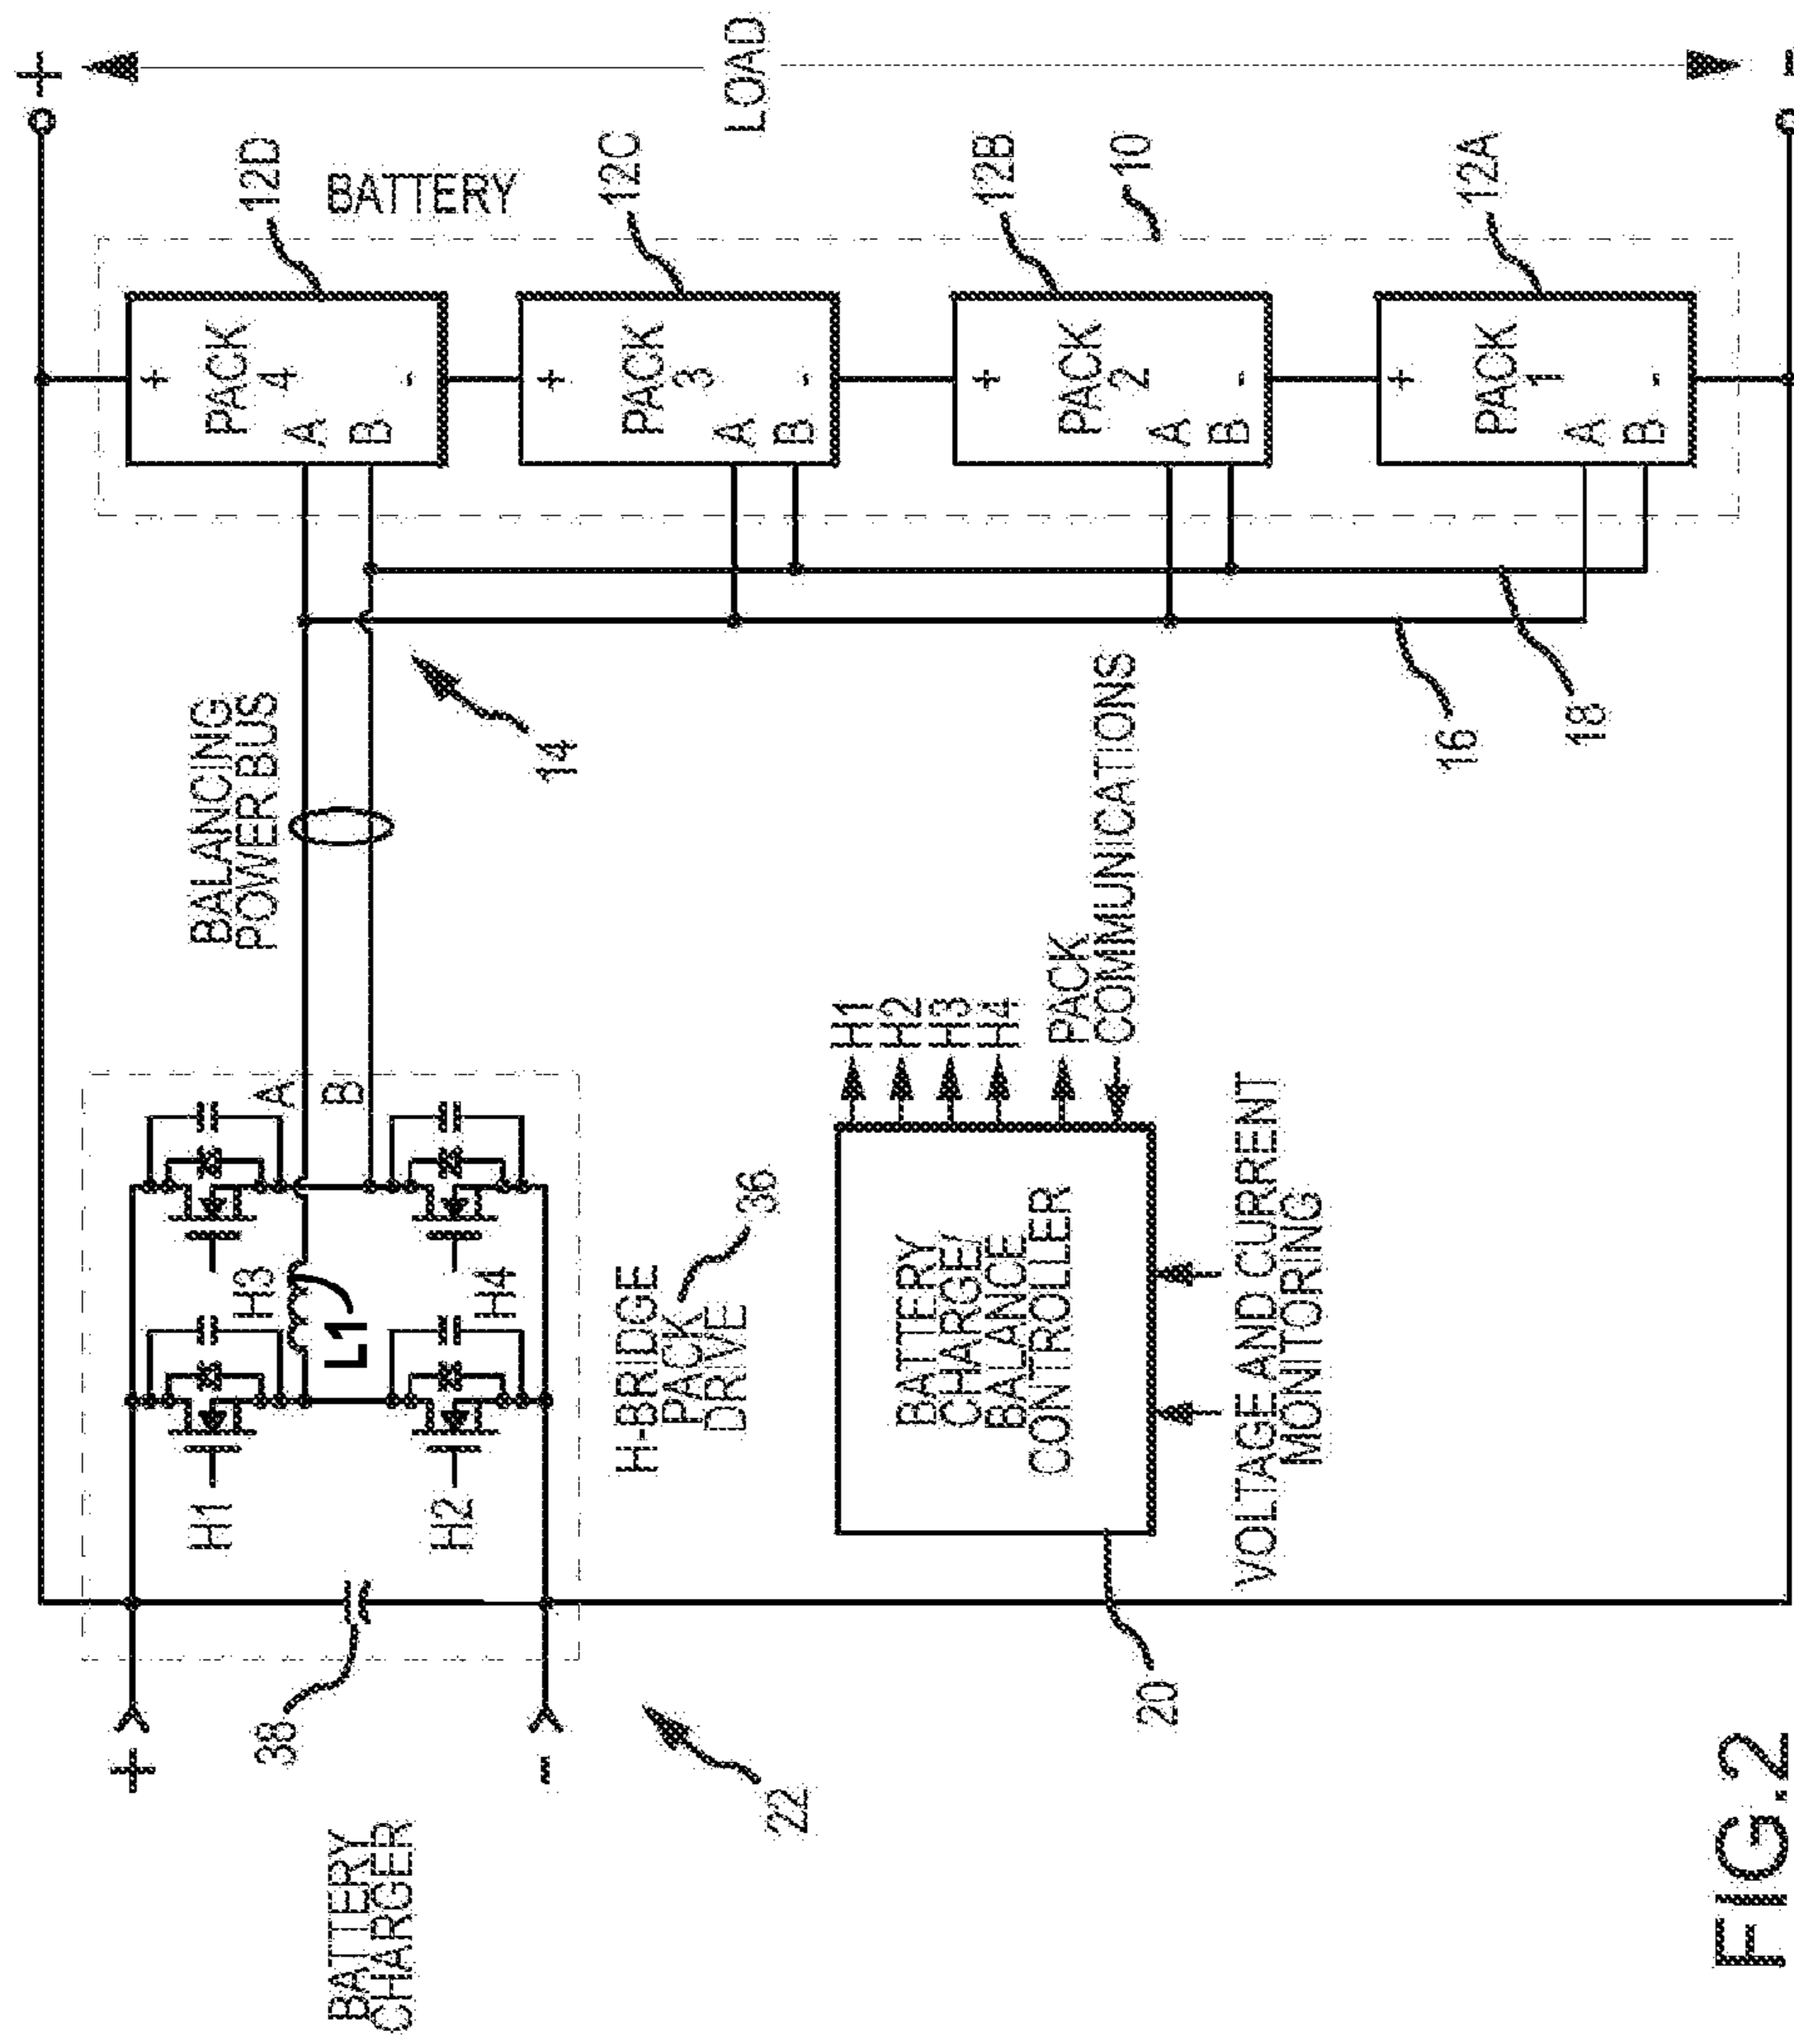 BATTERY
CHARGER
+
-
22
38
H1
H2
H3
H4
L1
A
B
H-BRIDGE
PACK
DRIVE
36
BALANCING
POWER BUS
14
BATTERY
CHARGE/
BALANCE
CONTROLLER
20
H1
H2
H3
H4
PACK
COMMUNICATIONS
VOLTAGE AND CURRENT
MONITORING
16
18
BATTERY
+
PACK
4
A
B
-
12D
+
PACK
3
A
B
-
12C
+
PACK
2
A
B
-
12B
10
+
PACK
1
A
B
-
12A
+
LOAD
-
FIG.2